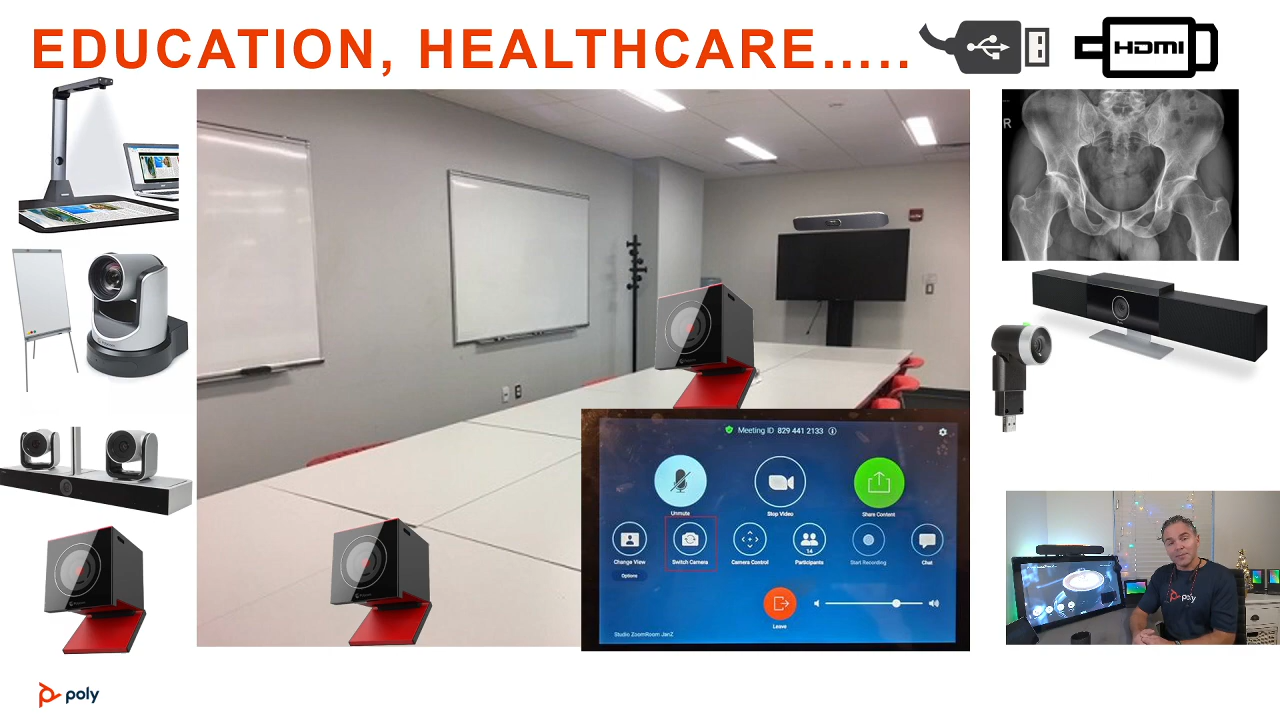 EDUCATION, HEALTHCARE.....
HDMI
R
Meeting ID 829 441 2133
Unmute
Stop Video
Share Content
Change View
Switch Camera
Camera Control
14
Participants
Start Recording
Chat
Options
Leave
Studio ZoomRoom JanZ
poly
poly